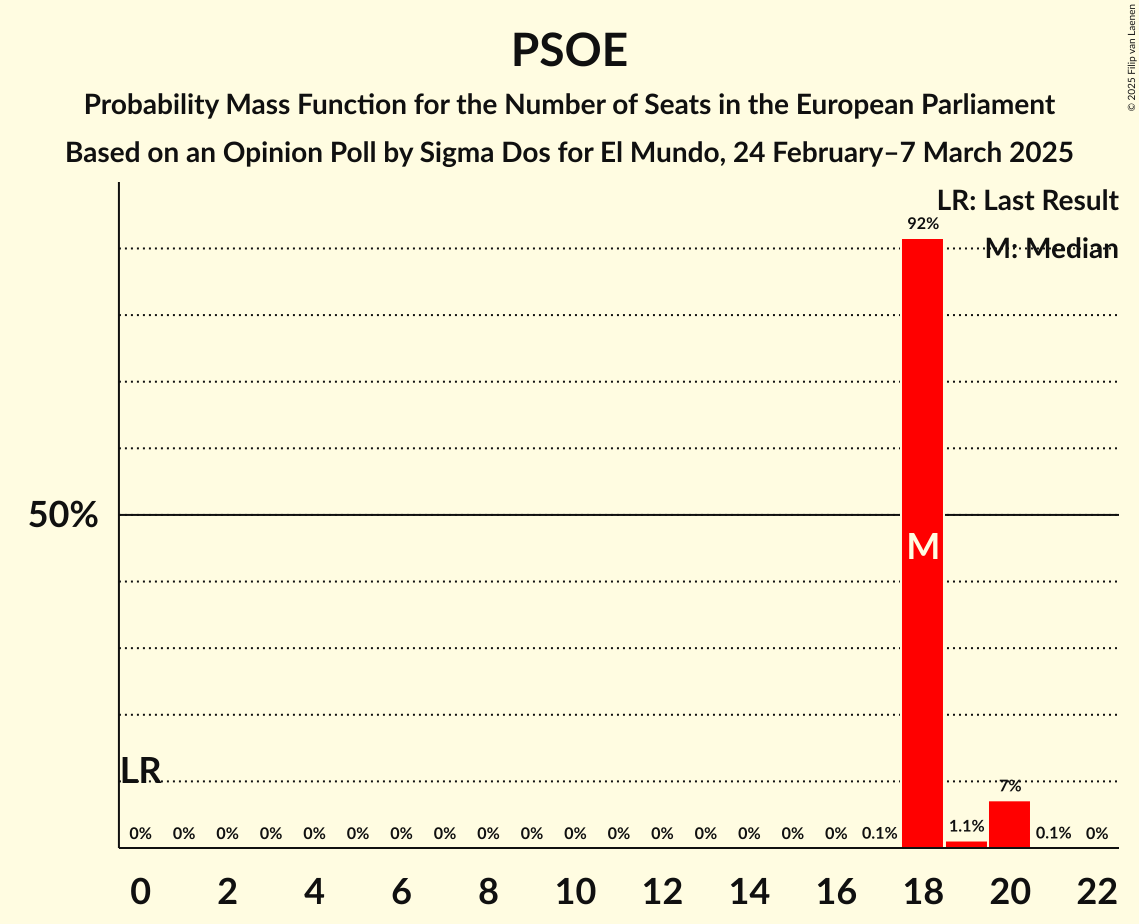 PSOE
Probability Mass Function for the Number of Seats in the European Parliament
Based on an Opinion Poll by Sigma Dos for El Mundo, 24 February–7 March 2025
© 2025 Filip van Laenen
LR: Last Result
M: Median
92%
50%
M
LR
7%
0% 0% 0% 0% 0% 0% 0% 0% 0% 0% 0% 0% 0% 0% 0% 0% 0% 0.1% 1.1% 0.1% 0%
0 2 4 6 8 10 12 14 16 18 20 22